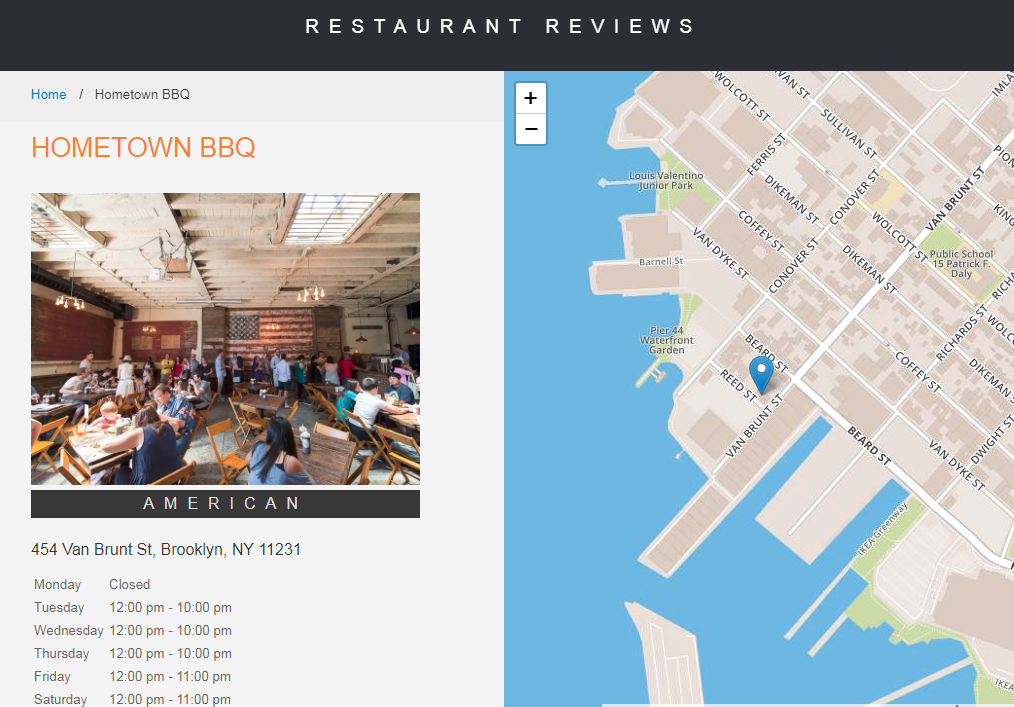 RESTAURANT REVIEWS
Home / Hometown BBQ
HOMETOWN BBQ
AMERICAN
454 Van Brunt St, Brooklyn, NY 11231
Monday Closed
Tuesday 12:00 pm - 10:00 pm
Wednesday 12:00 pm - 10:00 pm
Thursday 12:00 pm - 10:00 pm
Friday 12:00 pm - 11:00 pm
Saturday 12:00 pm - 11:00 pm
+
−
WOLCOTT ST
SULLIVAN ST
FERRIS ST
Louis Valentino
Junior Park
DIKEMAN ST
CONOVER ST
VAN BRUNT ST
COFFEY ST
WOLCOTT ST
VAN DYKE ST
CONOVER ST
DIKEMAN ST
Public School
15 Patrick F.
Daly
Barnell St
Pier 44
Waterfront
Garden
BEARD ST
REED ST
RICHARDS ST
COFFEY ST
VAN BRUNT ST
BEARD ST
VAN DYKE ST
DWIGHT ST
IKEA Greenway